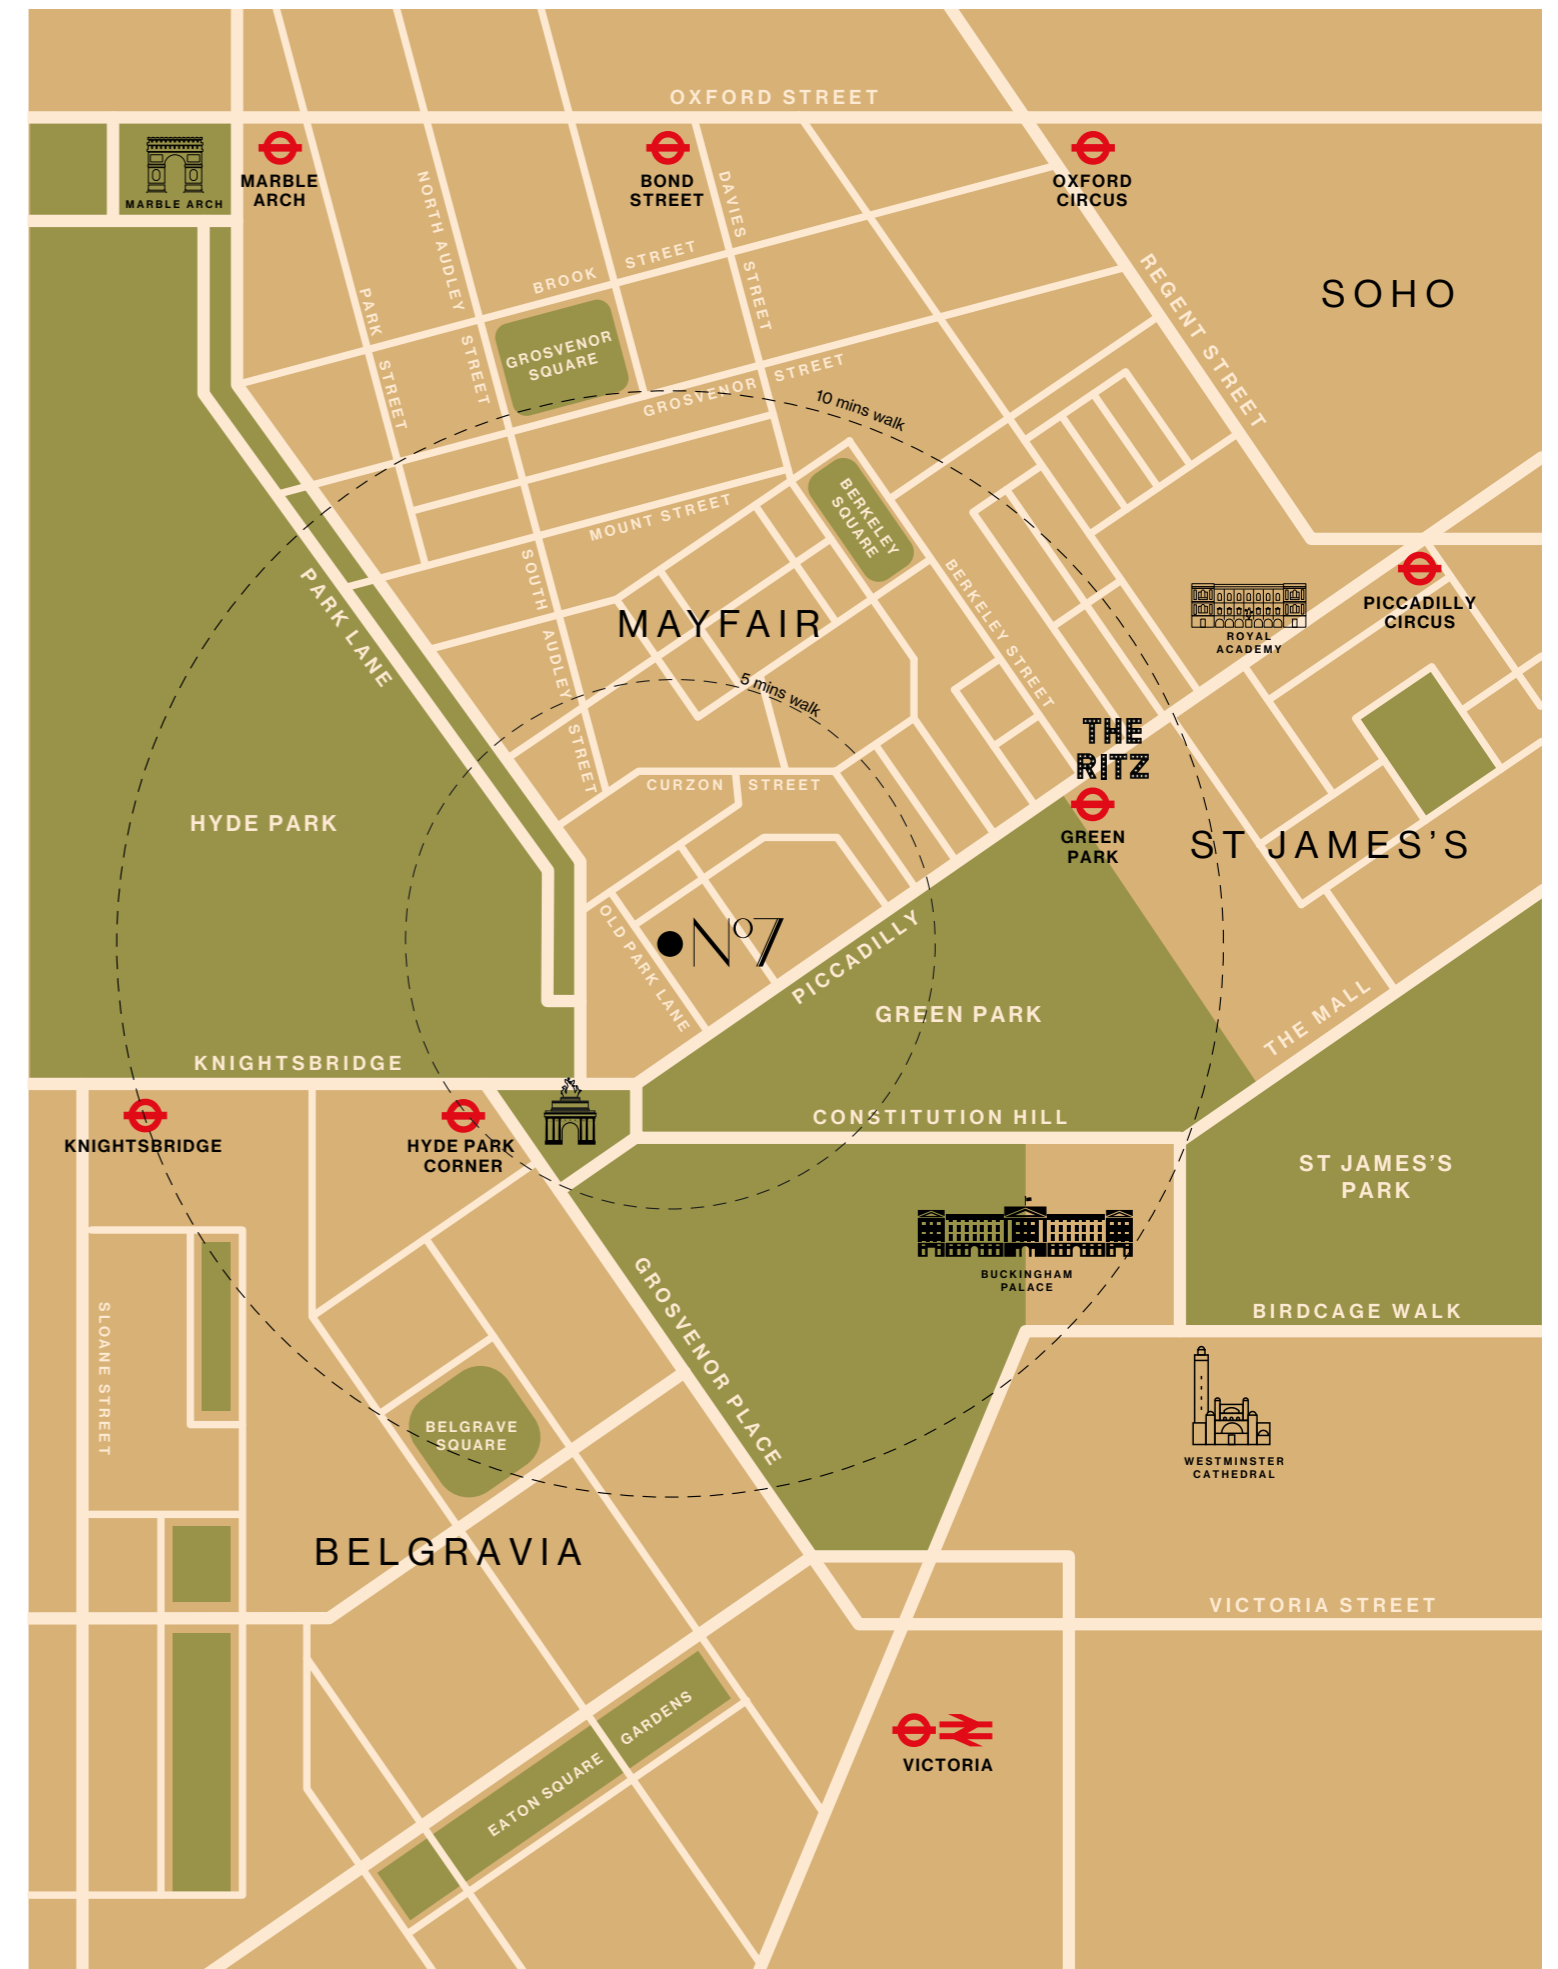 OXFORD STREET
MARBLE ARCH
MARBLE
ARCH
BOND
STREET
OXFORD
CIRCUS
NORTH AUDLEY STREET
DAVIES STREET
BROOK STREET
PARK STREET
REGENT STREET
SOHO
GROSVENOR
SQUARE
GROSVENOR STREET
10 mins walk
BERKELEY
SQUARE
MOUNT STREET
SOUTH AUDLEY STREET
PARK LANE
MAYFAIR
BERKELEY STREET
ROYAL
ACADEMY
PICCADILLY
CIRCUS
5 mins walk
THE
RITZ
CURZON STREET
HYDE PARK
GREEN
PARK
ST JAMES'S
OLD PARK LANE
Nº7
PICCADILLY
GREEN PARK
THE MALL
KNIGHTSBRIDGE
KNIGHTSBRIDGE
HYDE PARK
CORNER
CONSTITUTION HILL
ST JAMES'S
PARK
BUCKINGHAM
PALACE
BIRDCAGE WALK
SLOANE STREET
GROSVENOR PLACE
BELGRAVE
SQUARE
WESTMINSTER
CATHEDRAL
BELGRAVIA
VICTORIA STREET
EATON SQUARE GARDENS
VICTORIA